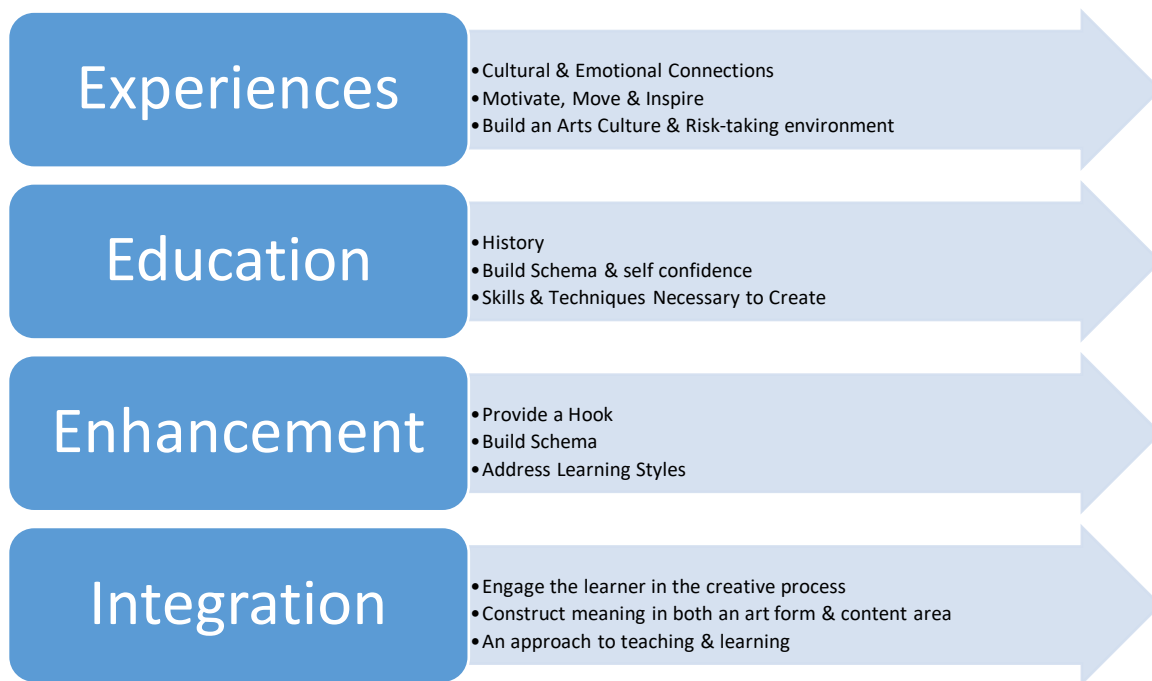 Experiences
•Cultural & Emotional Connections
•Motivate, Move & Inspire
•Build an Arts Culture & Risk-taking environment
Education
•History
•Build Schema & self confidence
•Skills & Techniques Necessary to Create
Enhancement
•Provide a Hook
•Build Schema
•Address Learning Styles
Integration
•Engage the learner in the creative process
•Construct meaning in both an art form & content area
•An approach to teaching & learning